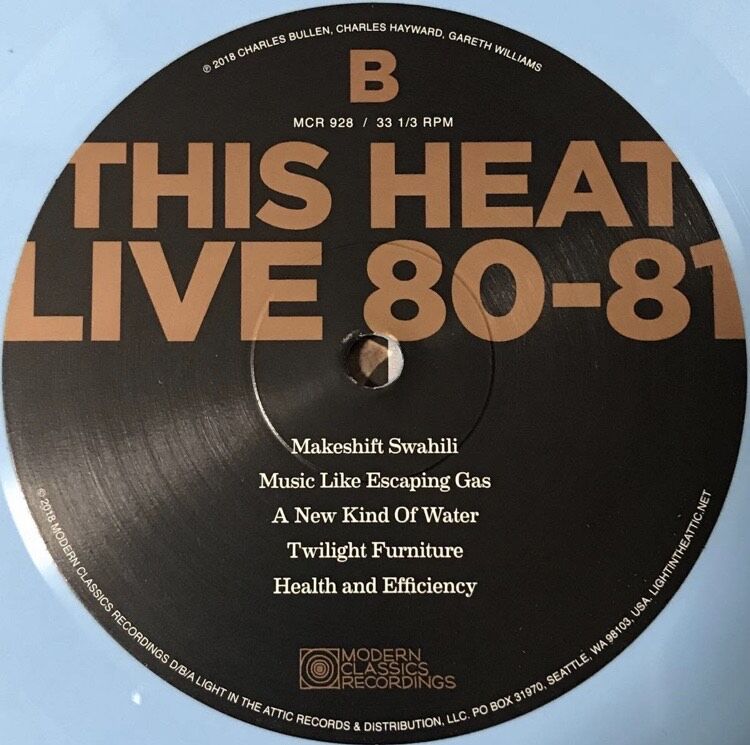 ℗ 2018 CHARLES BULLEN, CHARLES HAYWARD, GARETH WILLIAMS
B
MCR 928 / 33 1/3 RPM
THIS HEAT
LIVE 80-81
Makeshift Swahili
Music Like Escaping Gas
A New Kind Of Water
Twilight Furniture
Health and Efficiency
MODERN
CLASSICS
RECORDINGS
© 2018 MODERN CLASSICS RECORDINGS D/B/A LIGHT IN THE ATTIC RECORDS & DISTRIBUTION, LLC. PO BOX 31970, SEATTLE, WA 98103, USA. LIGHTINTHEATTIC.NET